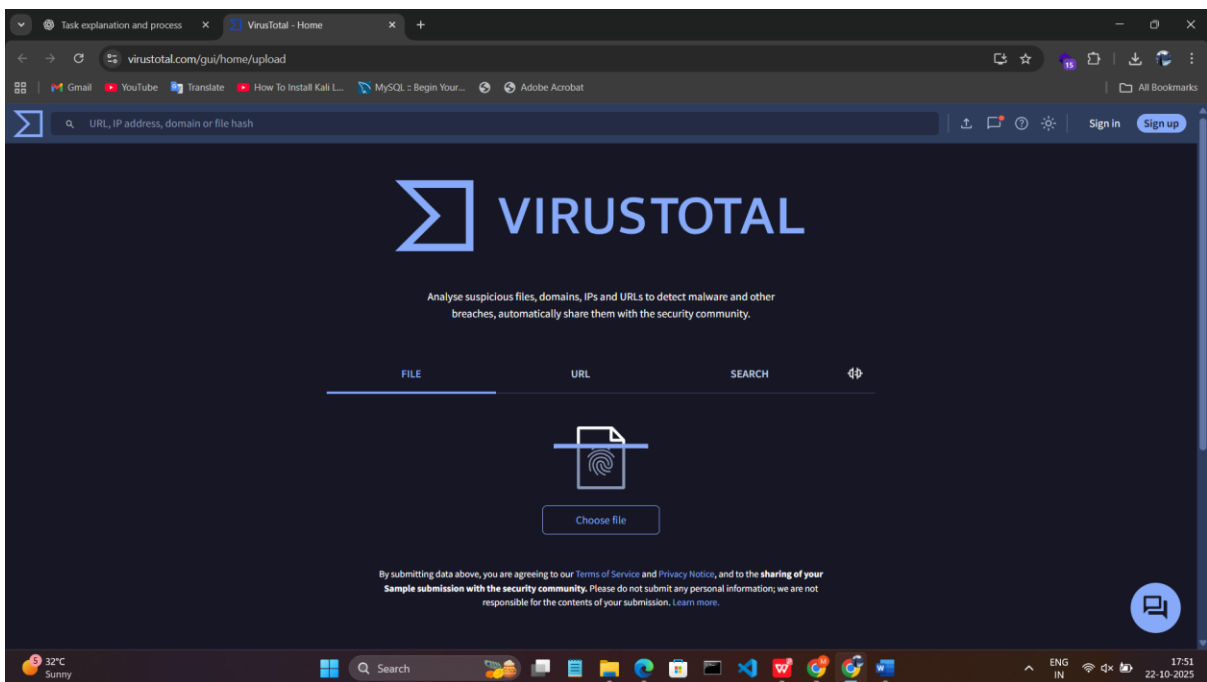 Task explanation and process
VirusTotal - Home
virustotal.com/gui/home/upload
15
Gmail
YouTube
Translate
How To Install Kali L...
MySQL :: Begin Your...
Adobe Acrobat
All Bookmarks
URL, IP address, domain or file hash
Sign in
Sign up
VIRUSTOTAL
Analyse suspicious files, domains, IPs and URLs to detect malware and other
breaches, automatically share them with the security community.
FILE
URL
SEARCH
Choose file
By submitting data above, you are agreeing to our Terms of Service and Privacy Notice, and to the sharing of your
Sample submission with the security community. Please do not submit any personal information; we are not
responsible for the contents of your submission. Learn more.
5
32°C
Sunny
Search
ENG
IN
17:51
22-10-2025